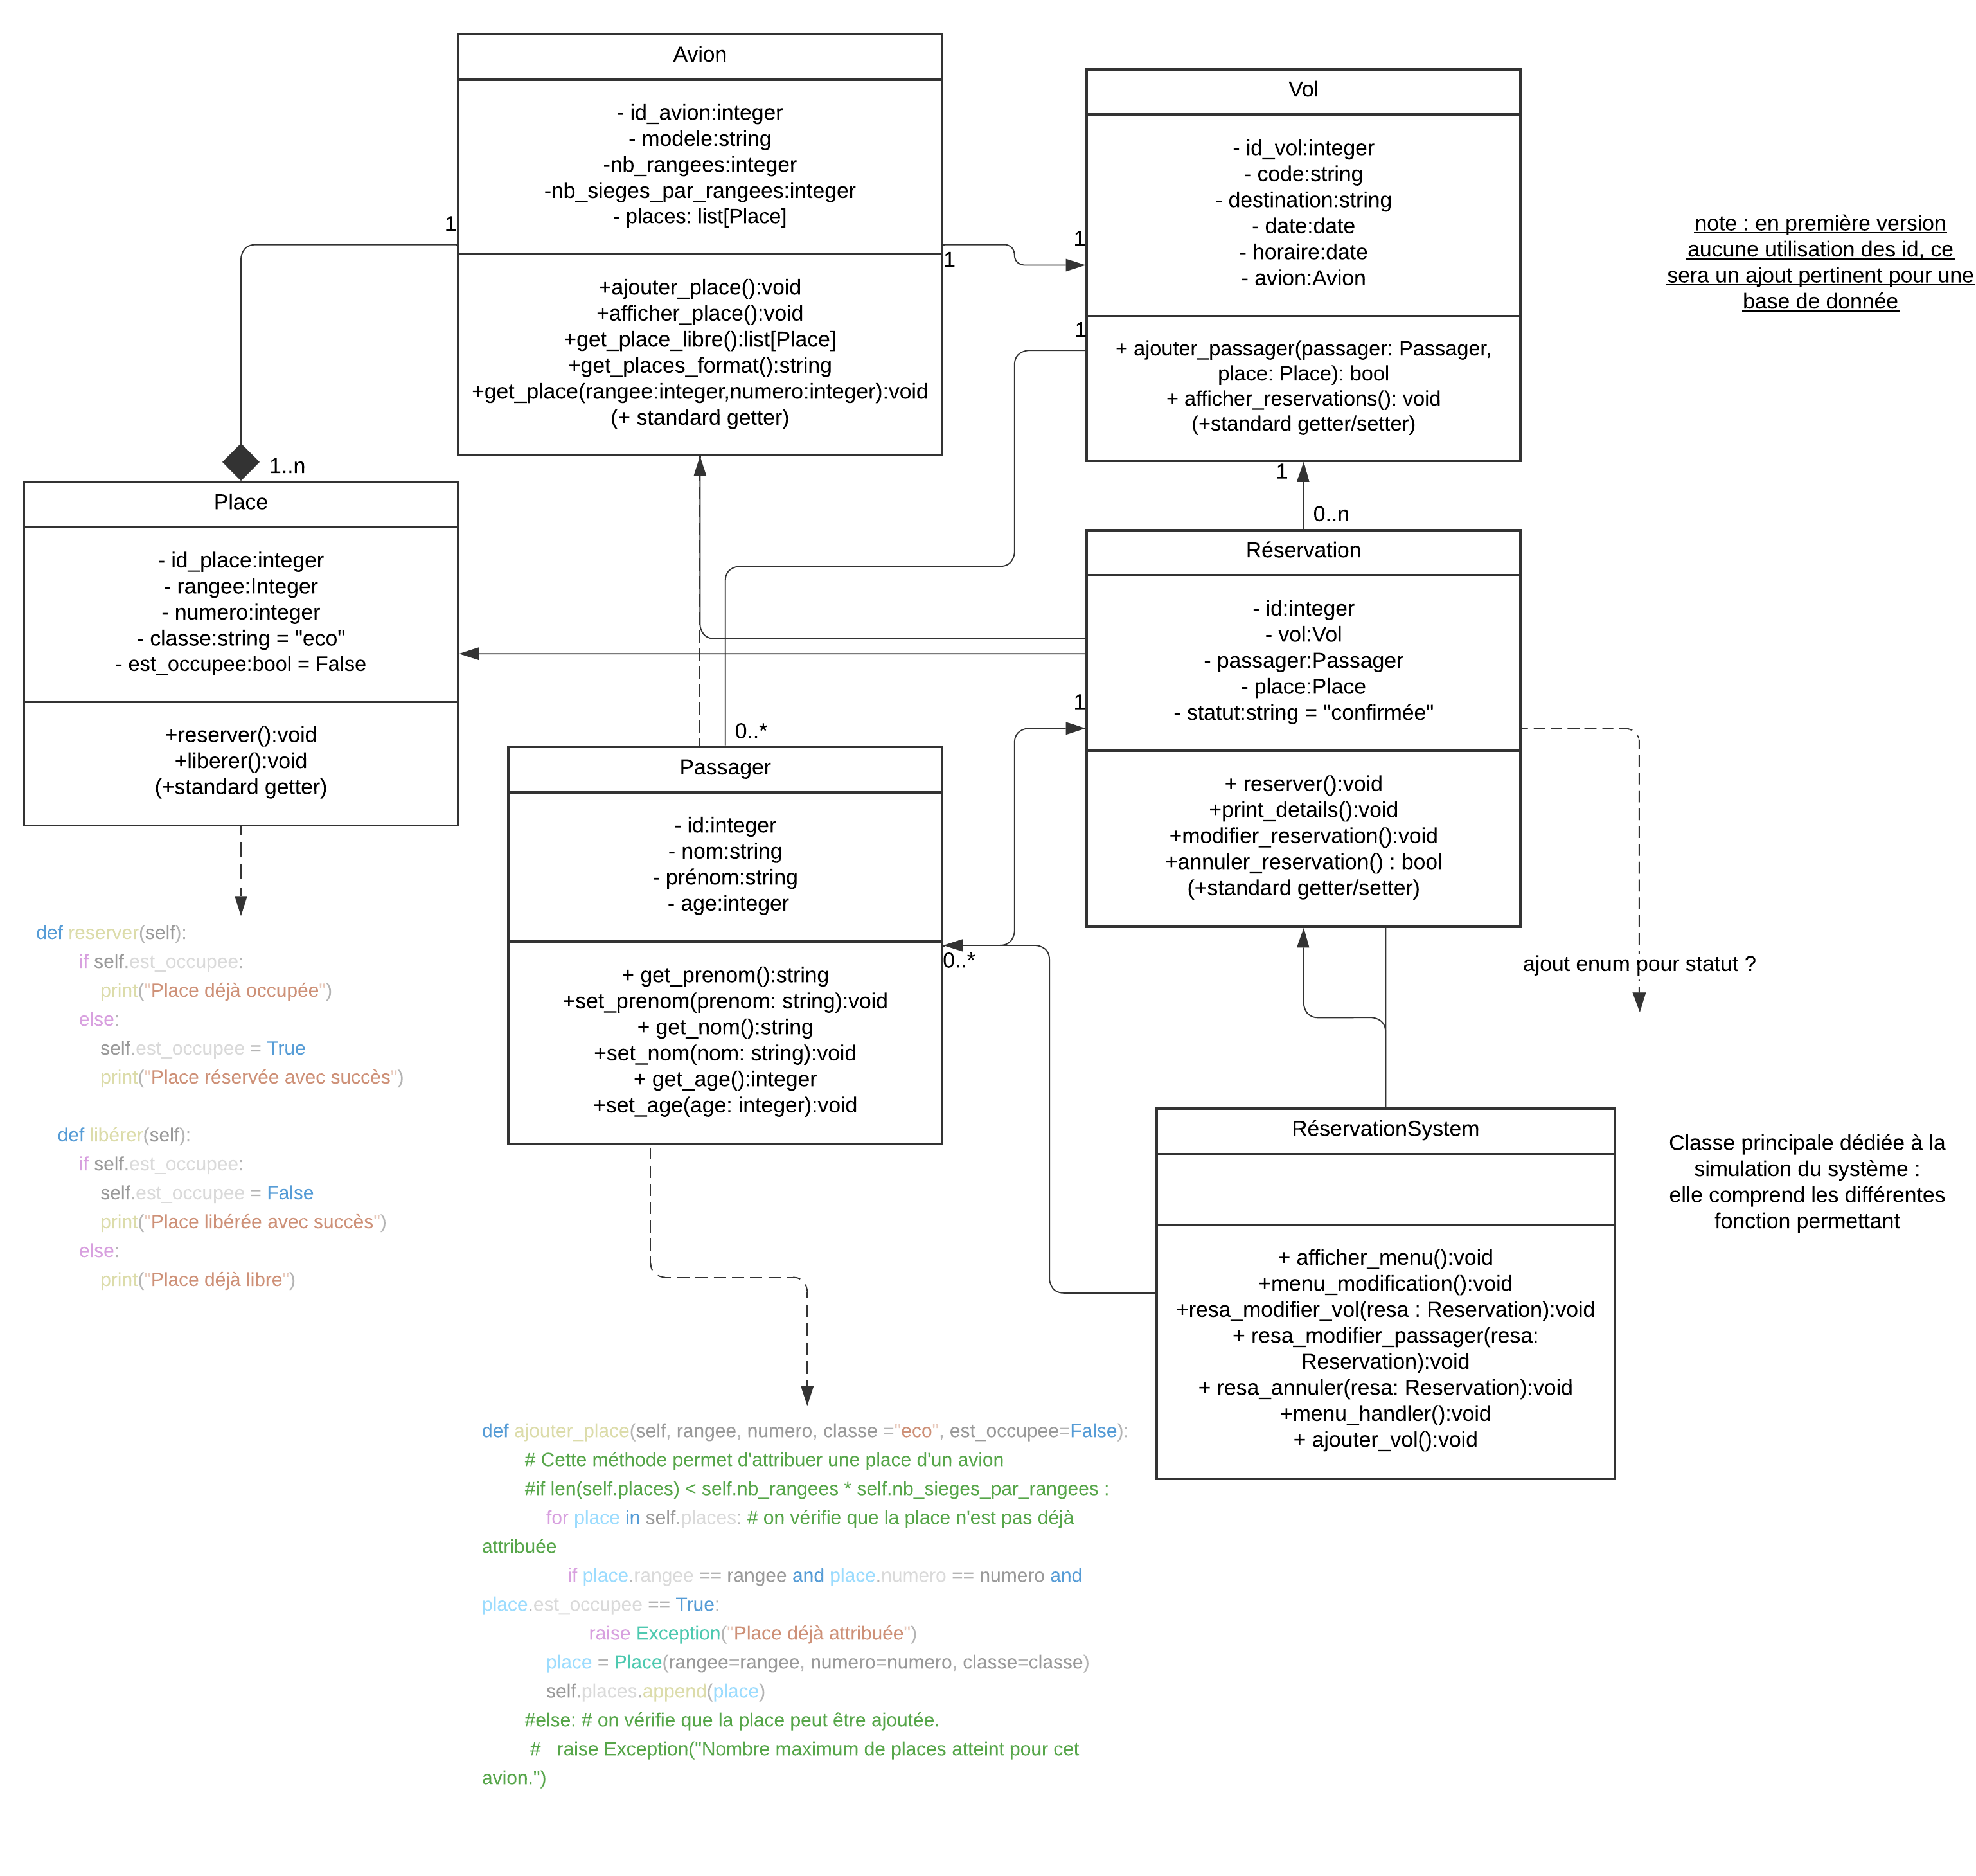 Avion
- id_avion:integer
- modele:string
-nb_rangees:integer
-nb_sieges_par_rangees:integer
- places: list[Place]
+ajouter_place():void
+afficher_place():void
+get_place_libre():list[Place]
+get_places_format():string
+get_place(rangee:integer,numero:integer):void
(+ standard getter)
1
1
1
1
1..n
Vol
- id_vol:integer
- code:string
- destination:string
- date:date
- horaire:date
- avion:Avion
+ ajouter_passager(passager: Passager,
place: Place): bool
+ afficher_reservations(): void
(+standard getter/setter)
note : en première version
aucune utilisation des id, ce
sera un ajout pertinent pour une
base de donnée
1
0..n
Place
- id_place:integer
- rangee:Integer
- numero:integer
- classe:string = "eco"
- est_occupee:bool = False
+reserver():void
+liberer():void
(+standard getter)
Réservation
- id:integer
- vol:Vol
- passager:Passager
- place:Place
- statut:string = "confirmée"
+ reserver():void
+print_details():void
+modifier_reservation():void
+annuler_reservation() : bool
(+standard getter/setter)
1
0..*
Passager
- id:integer
- nom:string
- prénom:string
- age:integer
+ get_prenom():string
+set_prenom(prenom: string):void
+ get_nom():string
+set_nom(nom: string):void
+ get_age():integer
+set_age(age: integer):void
0..*
ajout enum pour statut ?
def reserver(self):
if self.est_occupee:
print("Place déjà occupée")
else:
self.est_occupee = True
print("Place réservée avec succès")
def libérer(self):
if self.est_occupee:
self.est_occupee = False
print("Place libérée avec succès")
else:
print("Place déjà libre")
RéservationSystem
+ afficher_menu():void
+menu_modification():void
+resa_modifier_vol(resa : Reservation):void
+ resa_modifier_passager(resa:
Reservation):void
+ resa_annuler(resa: Reservation):void
+menu_handler():void
+ ajouter_vol():void
Classe principale dédiée à la
simulation du système :
elle comprend les différentes
fonction permettant
def ajouter_place(self, rangee, numero, classe ="eco", est_occupee=False):
# Cette méthode permet d'attribuer une place d'un avion
#if len(self.places) < self.nb_rangees * self.nb_sieges_par_rangees :
for place in self.places: # on vérifie que la place n'est pas déjà
attribuée
if place.rangee == rangee and place.numero == numero and
place.est_occupee == True:
raise Exception("Place déjà attribuée")
place = Place(rangee=rangee, numero=numero, classe=classe)
self.places.append(place)
#else: # on vérifie que la place peut être ajoutée.
#   raise Exception("Nombre maximum de places atteint pour cet
avion.")